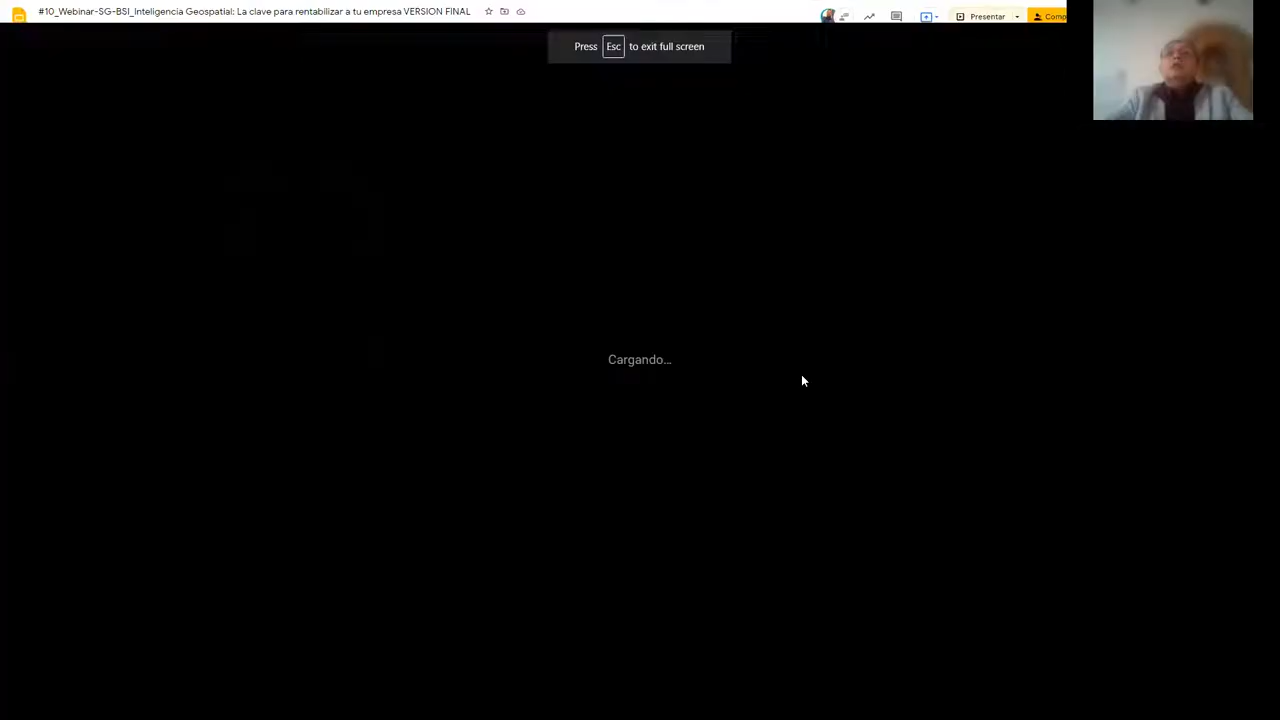 #10_Webinar-SG-BSI_Inteligencia Geospatial: La clave para rentabilizar a tu empresa VERSION FINAL
Presentar
Comp
Press Esc to exit full screen
Cargando...